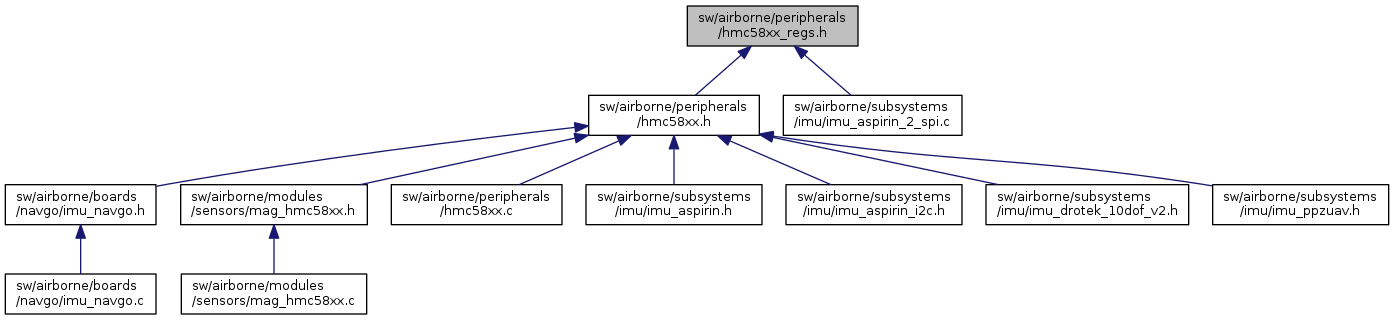 sw/airborne/peripherals
/hmc58xx_regs.h
sw/airborne/peripherals
/hmc58xx.h
sw/airborne/subsystems
/imu/imu_aspirin_2_spi.c
sw/airborne/boards
/navgo/imu_navgo.h
sw/airborne/modules
/sensors/mag_hmc58xx.h
sw/airborne/peripherals
/hmc58xx.c
sw/airborne/subsystems
/imu/imu_aspirin.h
sw/airborne/subsystems
/imu/imu_aspirin_i2c.h
sw/airborne/subsystems
/imu/imu_drotek_10dof_v2.h
sw/airborne/subsystems
/imu/imu_ppzuav.h
sw/airborne/boards
/navgo/imu_navgo.c
sw/airborne/modules
/sensors/mag_hmc58xx.c